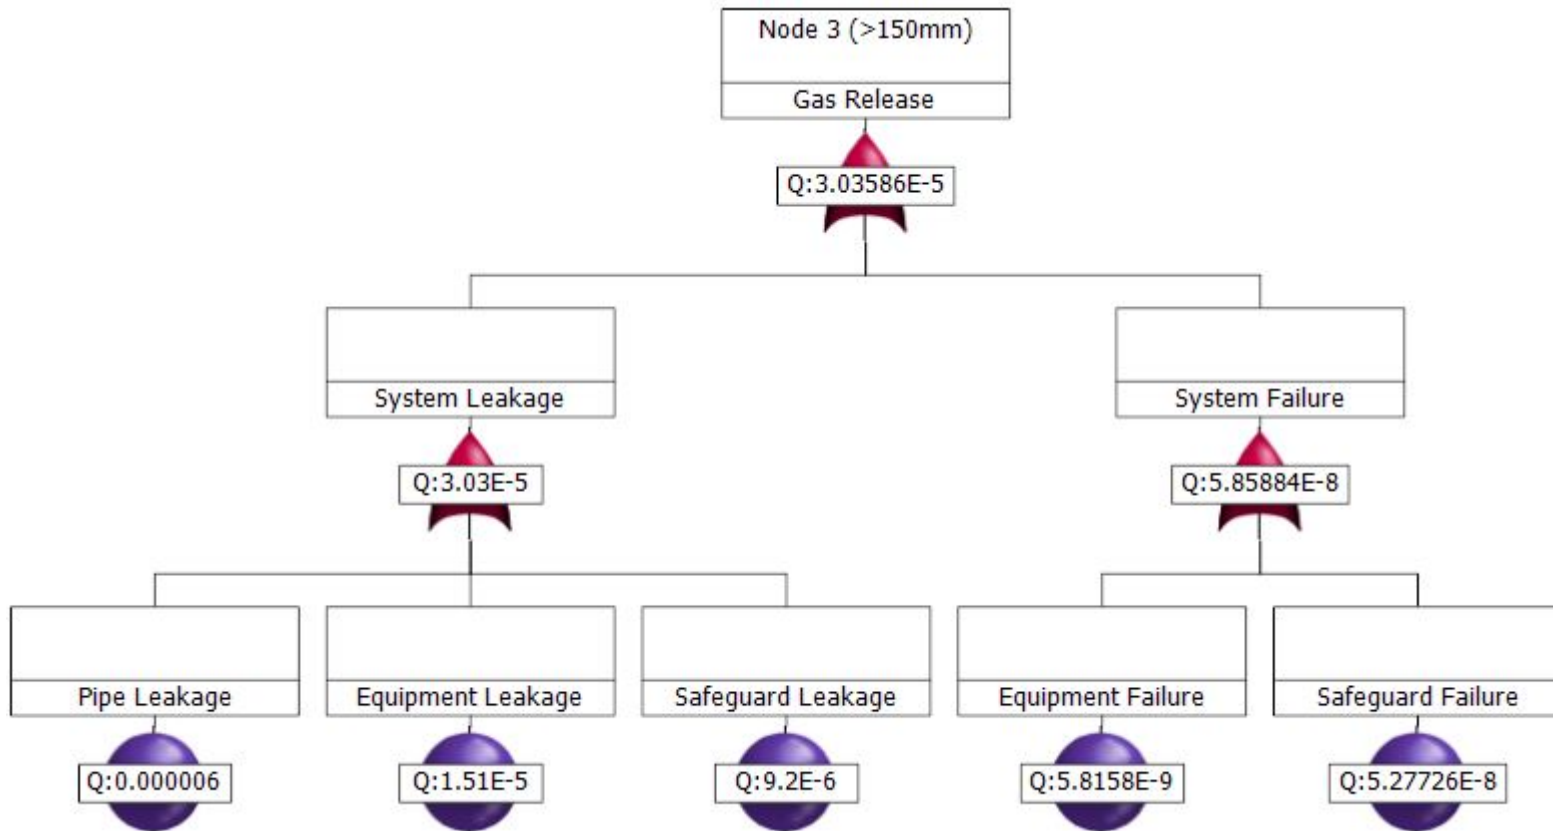 Node 3 (>150mm)
Gas Release
Q:3.03586E-5
System Leakage
System Failure
Q:3.03E-5
Q:5.85884E-8
Pipe Leakage
Equipment Leakage
Safeguard Leakage
Equipment Failure
Safeguard Failure
Q:0.000006
Q:1.51E-5
Q:9.2E-6
Q:5.8158E-9
Q:5.27726E-8